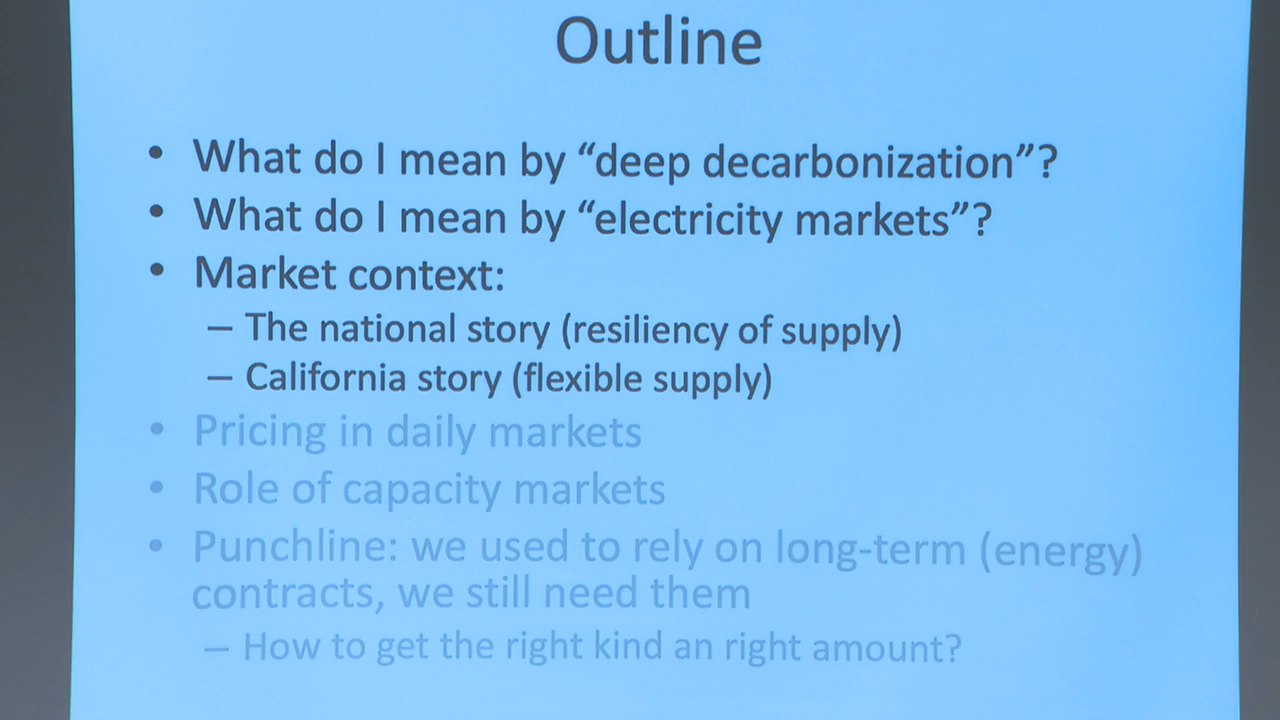 Outline
• What do I mean by “deep decarbonization”?
• What do I mean by “electricity markets”?
• Market context:
– The national story (resiliency of supply)
– California story (flexible supply)
• Pricing in daily markets
• Role of capacity markets
• Punchline: we used to rely on long-term (energy)
contracts, we still need them
– How to get the right kind an right amount?